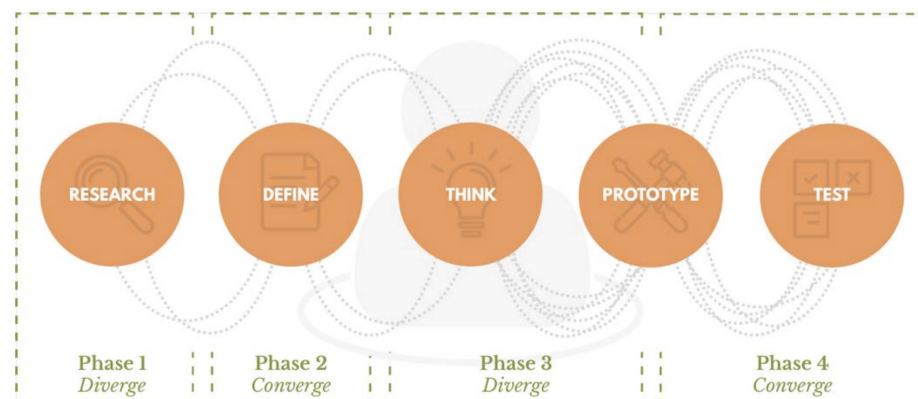 RESEARCH
DEFINE
THINK
PROTOTYPE
TEST
Phase 1
Diverge
Phase 2
Converge
Phase 3
Diverge
Phase 4
Converge